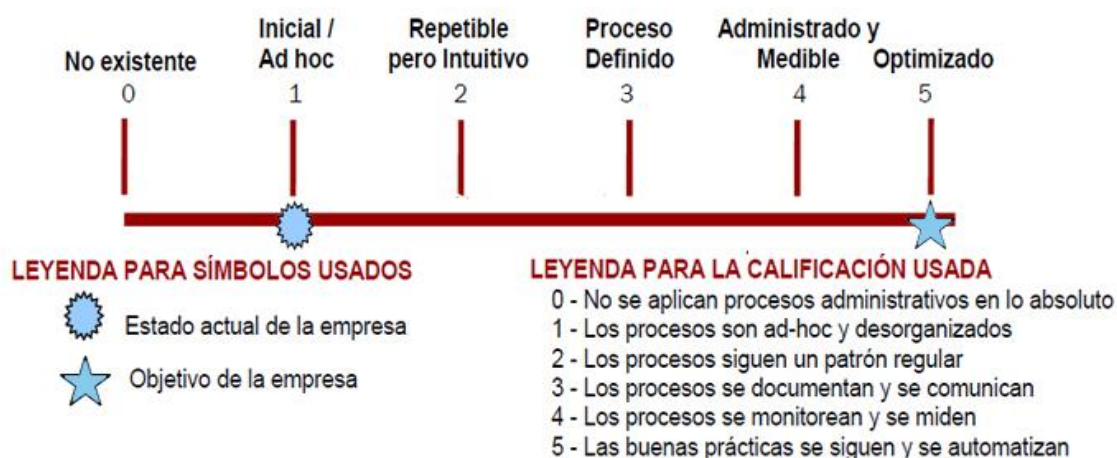 No existente
Inicial /
Ad hoc
Repetible
pero Intuitivo
Proceso
Definido
Administrado y
Medible
Optimizado
0
1
2
3
4
5
LEYENDA PARA SÍMBOLOS USADOS
Estado actual de la empresa
Objetivo de la empresa
LEYENDA PARA LA CALIFICACIÓN USADA
0 - No se aplican procesos administrativos en lo absoluto
1 - Los procesos son ad-hoc y desorganizados
2 - Los procesos siguen un patrón regular
3 - Los procesos se documentan y se comunican
4 - Los procesos se monitorean y se miden
5 - Las buenas prácticas se siguen y se automatizan